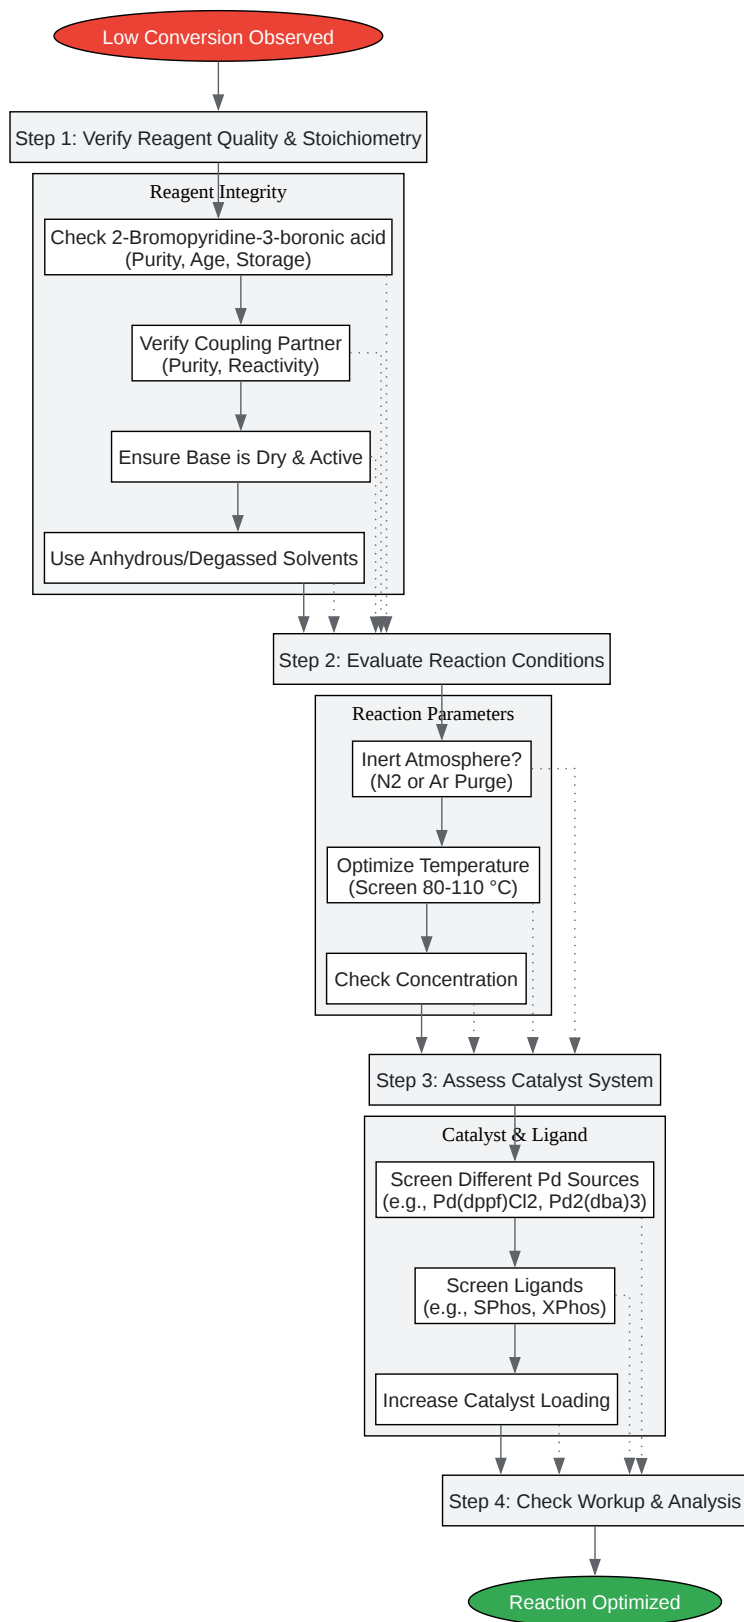 Low Conversion Observed
Step 1: Verify Reagent Quality & Stoichiometry
Reagent Integrity
Check 2-Bromopyridine-3-boronic acid
(Purity, Age, Storage)
Verify Coupling Partner
(Purity, Reactivity)
Ensure Base is Dry & Active
Use Anhydrous/Degassed Solvents
Step 2: Evaluate Reaction Conditions
Reaction Parameters
Inert Atmosphere?
(N2 or Ar Purge)
Optimize Temperature
(Screen 80-110 °C)
Check Concentration
Step 3: Assess Catalyst System
Catalyst & Ligand
Screen Different Pd Sources
(e.g., Pd(dppf)Cl2, Pd2(dba)3)
Screen Ligands
(e.g., SPhos, XPhos)
Increase Catalyst Loading
Step 4: Check Workup & Analysis
Reaction Optimized